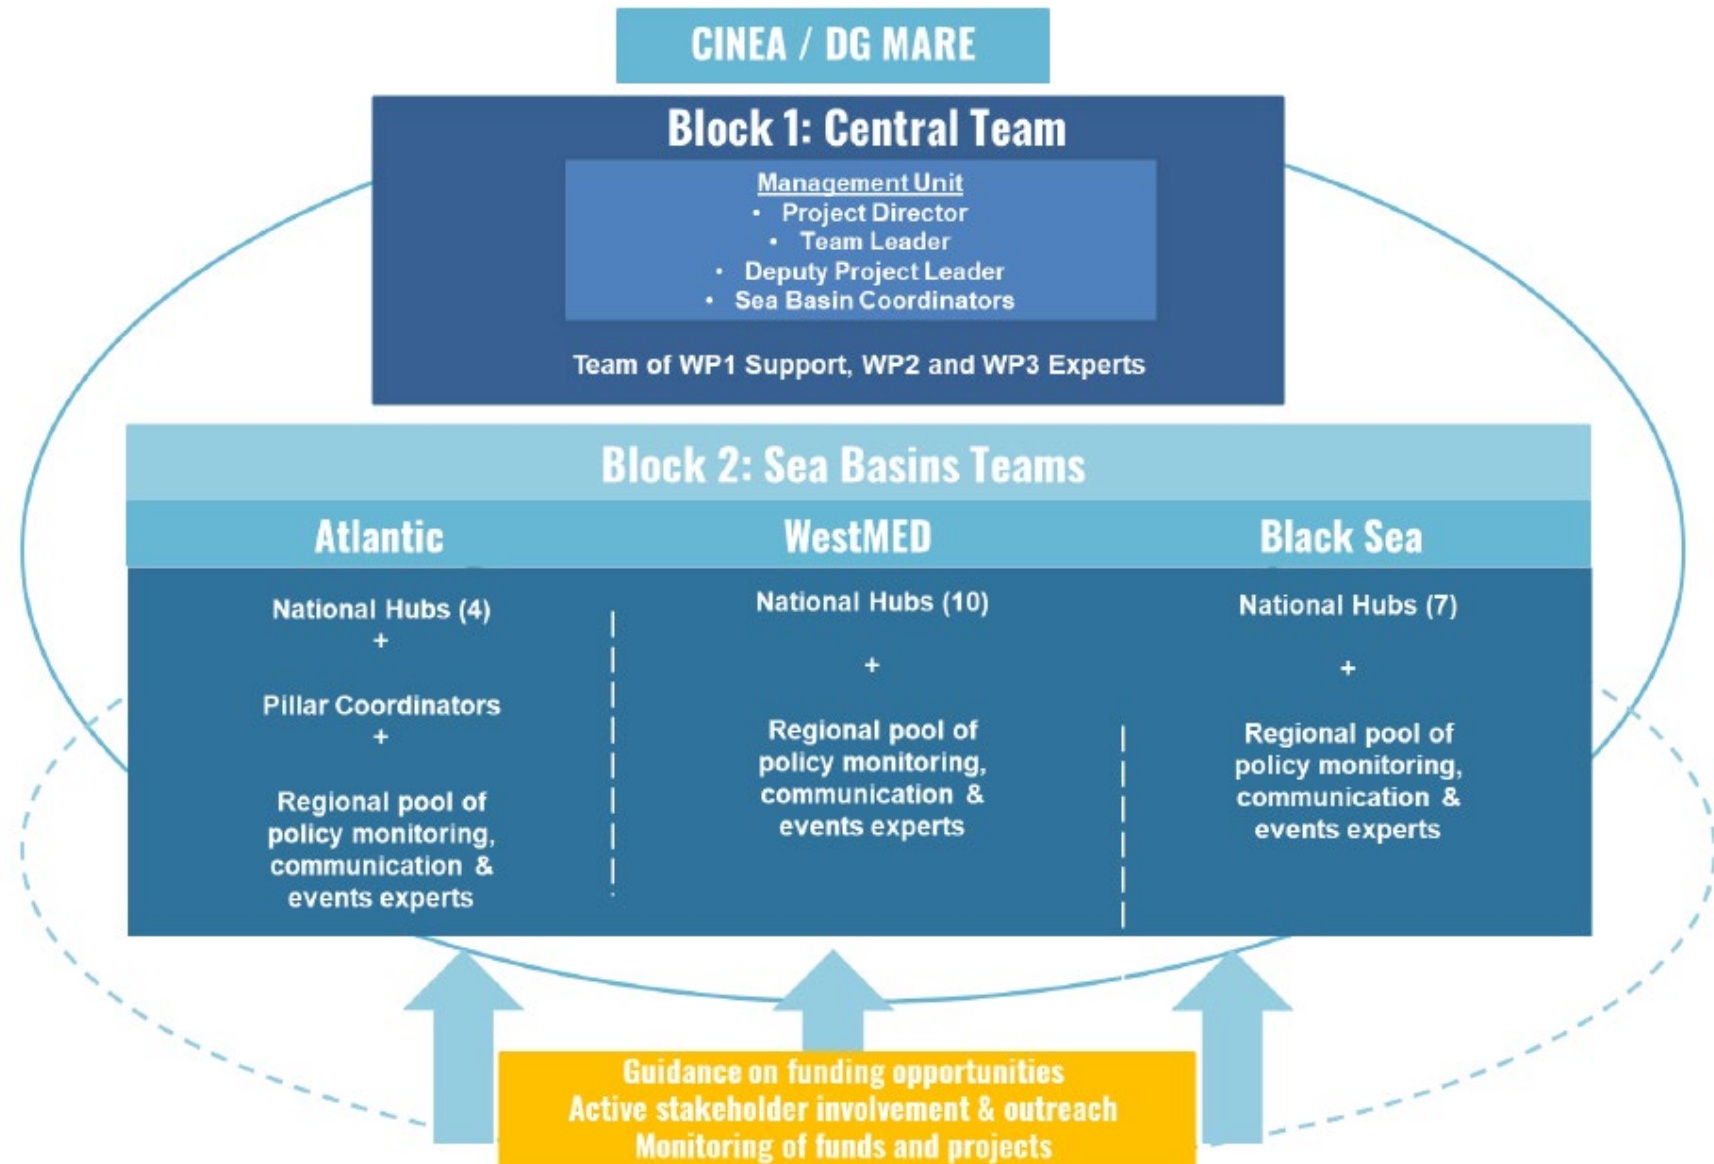 CINEA / DG MARE
Block 1: Central Team
Management Unit
• Project Director
• Team Leader
• Deputy Project Leader
• Sea Basin Coordinators
Team of WP1 Support, WP2 and WP3 Experts
Block 2: Sea Basins Teams
Atlantic
National Hubs (4)
+
Pillar Coordinators
+
Regional pool of
policy monitoring,
communication &
events experts
WestMED
National Hubs (10)
+
Regional pool of
policy monitoring,
communication &
events experts
Black Sea
National Hubs (7)
+
Regional pool of
policy monitoring,
communication &
events experts
Guidance on funding opportunities
Active stakeholder involvement & outreach
Monitoring of funds and projects